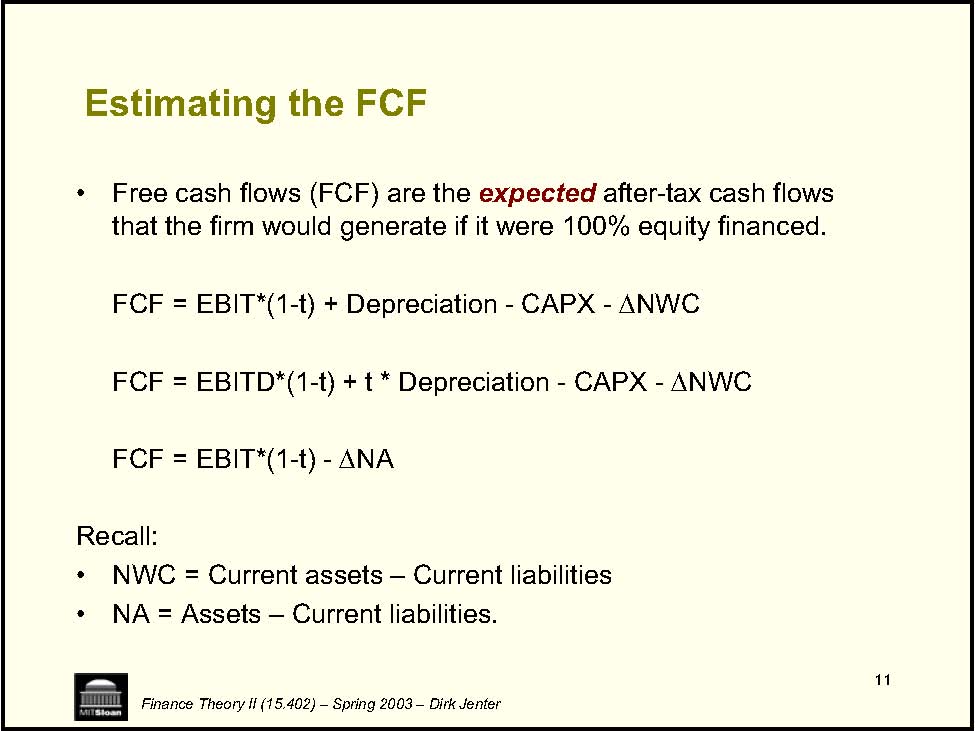 Estimating the FCF
• Free cash flows (FCF) are the expected after-tax cash flows
that the firm would generate if it were 100% equity financed.
FCF = EBIT*(1-t) + Depreciation - CAPX - ∆NWC
FCF = EBITD*(1-t) + t * Depreciation - CAPX - ∆NWC
FCF = EBIT*(1-t) - ∆NA
Recall:
• NWC = Current assets – Current liabilities
• NA = Assets – Current liabilities.
11
MITSloan
Finance Theory II (15.402) – Spring 2003 – Dirk Jenter